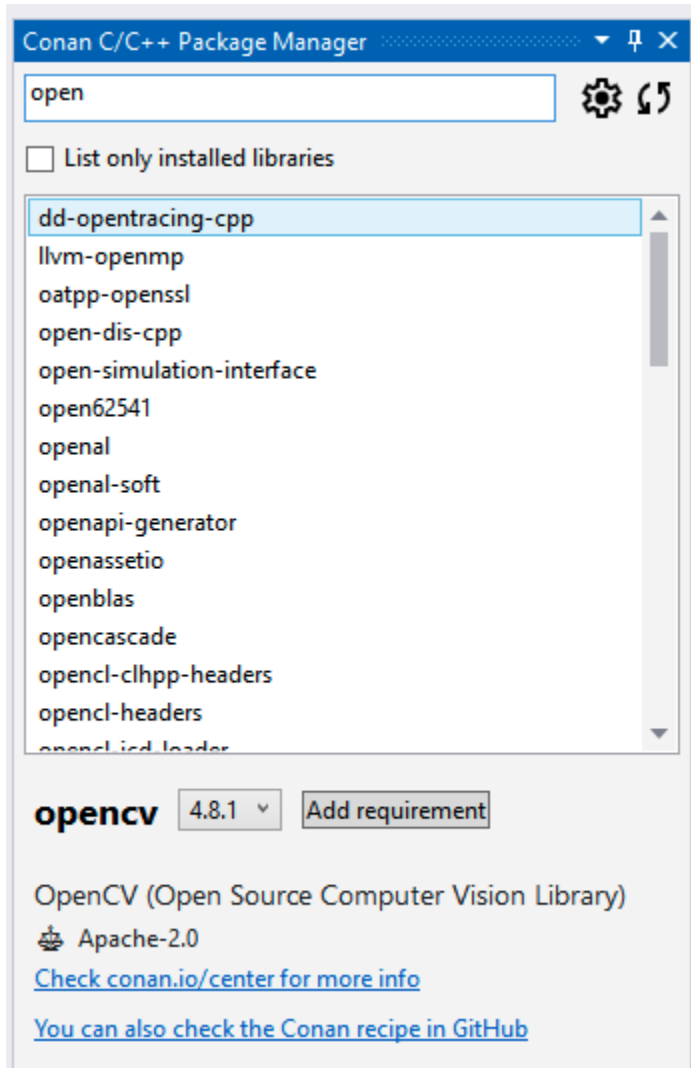 Conan C/C++ Package Manager
open
List only installed libraries
dd-opentracing-cpp
llvm-openmp
oatpp-openssl
open-dis-cpp
open-simulation-interface
open62541
openal
openal-soft
openapi-generator
openassetio
openblas
opencascade
opencl-clhpp-headers
opencl-headers
opencl-icd-loader
opencv 4.8.1 Add requirement
OpenCV (Open Source Computer Vision Library)
Apache-2.0
Check conan.io/center for more info
You can also check the Conan recipe in GitHub